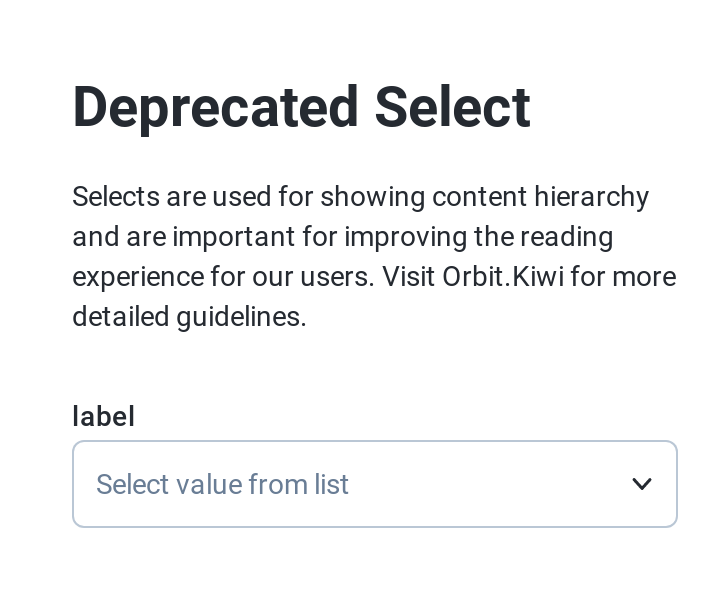 Deprecated Select
Selects are used for showing content hierarchy
and are important for improving the reading
experience for our users. Visit Orbit.Kiwi for more
detailed guidelines.
label
Select value from list